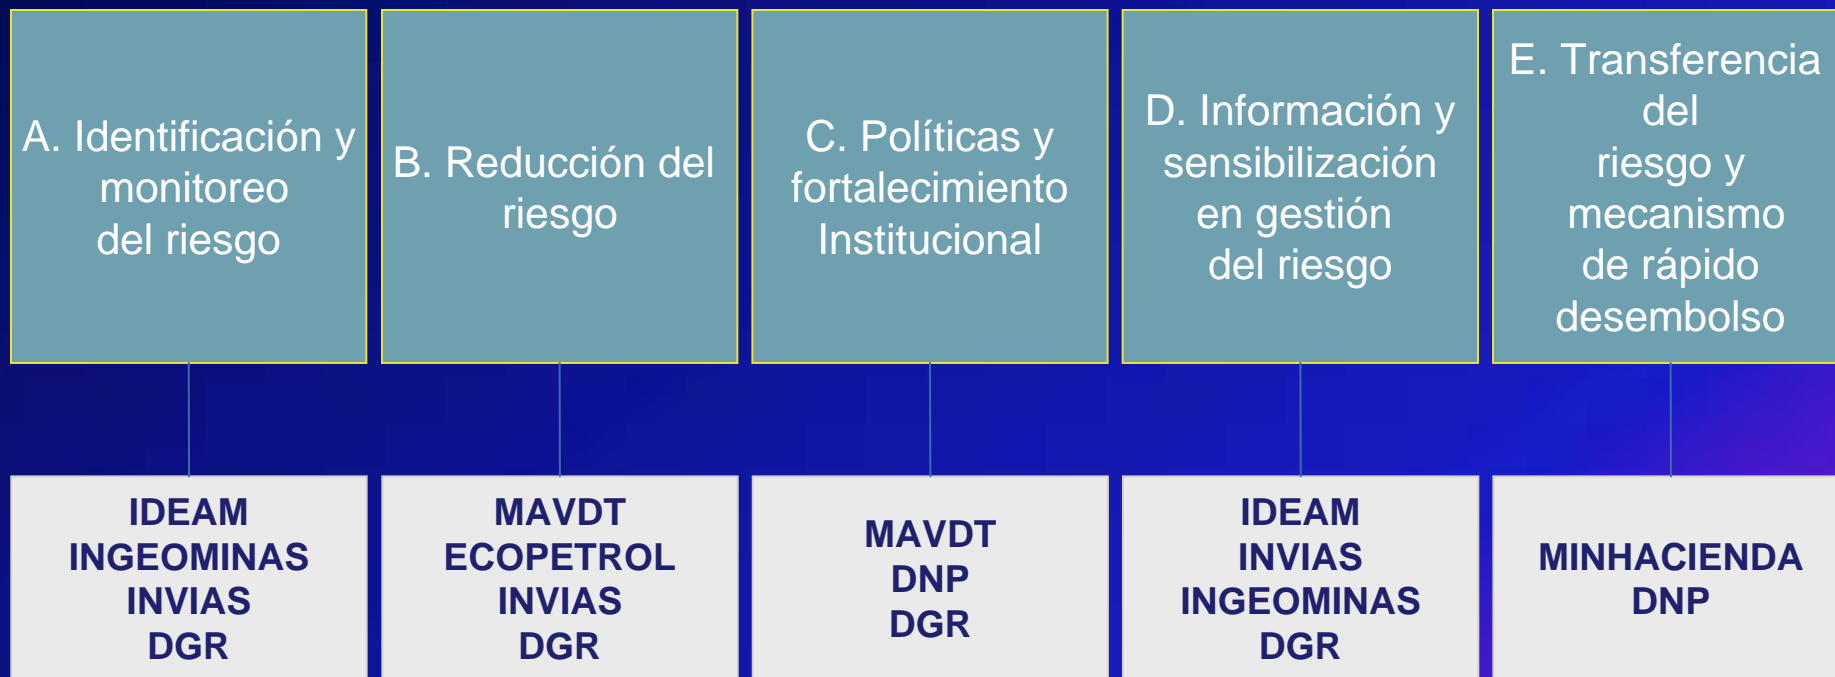 A. Identificación y
monitoreo
del riesgo
B. Reducción del
riesgo
C. Políticas y
fortalecimiento
Institucional
D. Información y
sensibilización
en gestión
del riesgo
E. Transferencia
del
riesgo y
mecanismo
de rápido
desembolso
IDEAM
INGEOMINAS
INVIAS
DGR
MAVDT
ECOPETROL
INVIAS
DGR
MAVDT
DNP
DGR
IDEAM
INVIAS
INGEOMINAS
DGR
MINHACIENDA
DNP